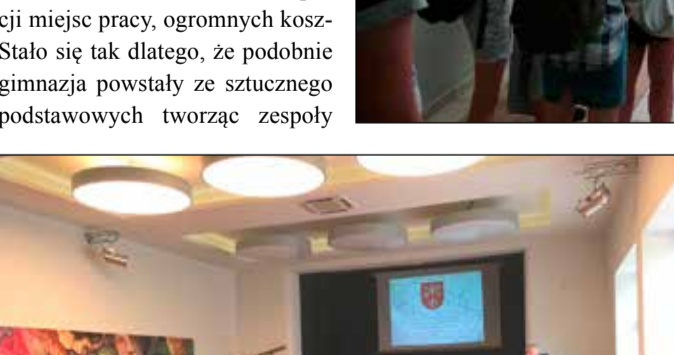 cji miejsc pracy, ogromnych kosz-
Stało się tak dlatego, że podobnie
gimnazja powstały ze sztucznego
podstawowych tworząc zespoły